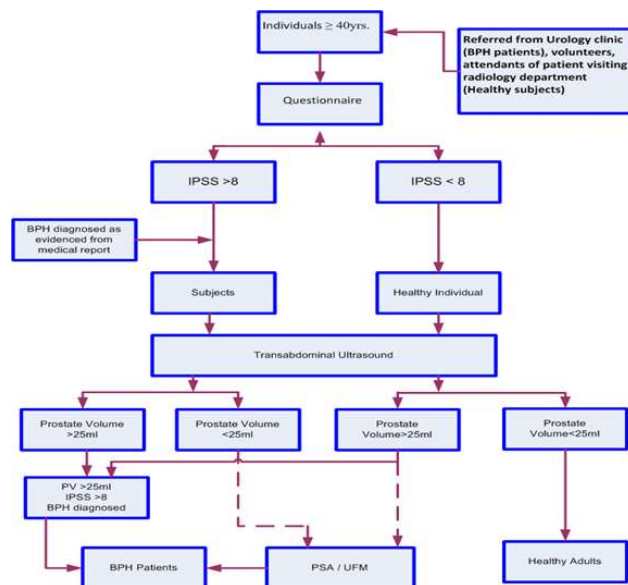 Individuals ≥ 40yrs.
Referred from Urology clinic
(BPH patients), volunteers,
attendants of patient visiting
radiology department
(Healthy subjects)
Questionnaire
IPSS >8
IPSS < 8
BPH diagnosed as
evidenced from
medical report
Subjects
Healthy Individual
Transabdominal Ultrasound
Prostate Volume
>25ml
Prostate Volume
<25ml
Prostate
Volume>25ml
Prostate
Volume<25ml
PV >25ml
IPSS >8
BPH diagnosed
BPH Patients
PSA / UFM
Healthy Adults